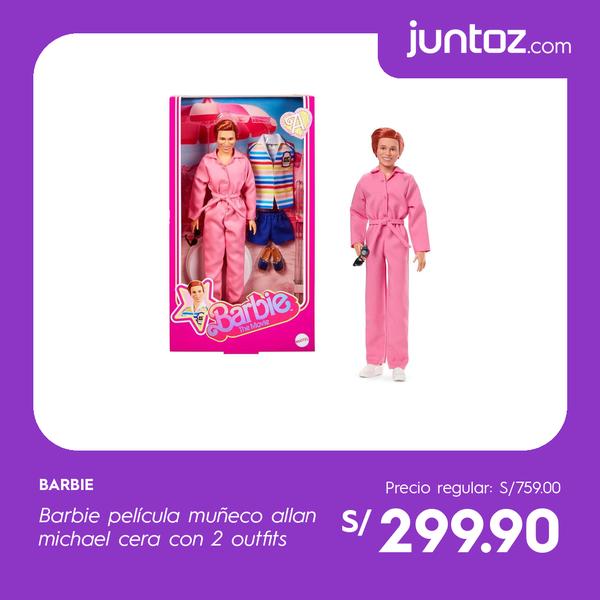 juntoz.com
A
Barbie
The Movie
MATTEL
BARBIE
Barbie película muñeco allan
michael cera con 2 outfits
Precio regular: S/759.00
S/299.90